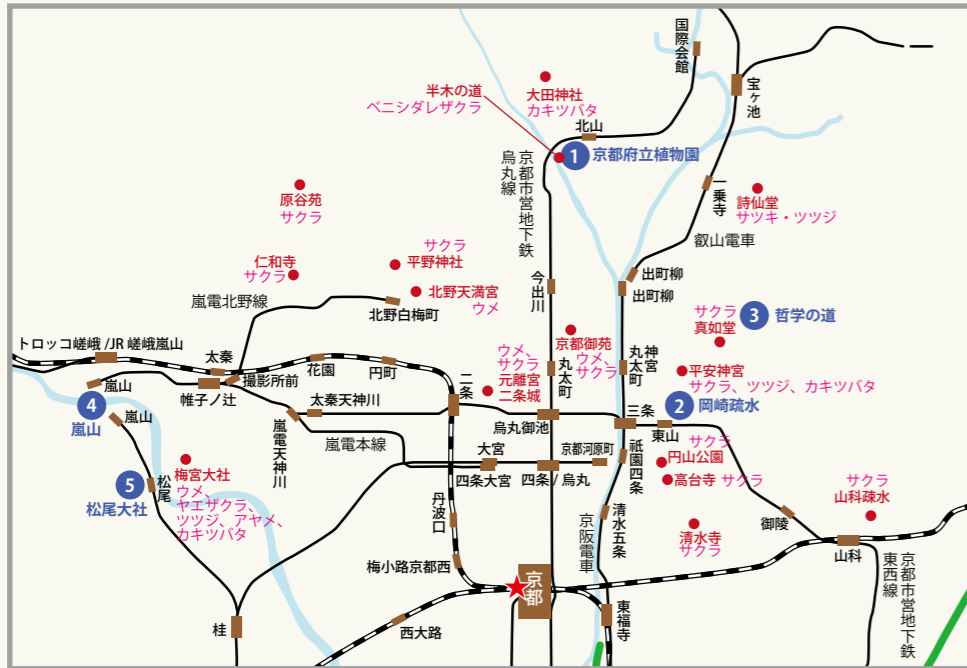 国際会館
宝ヶ池
半木の道
ベニシダレザクラ
大田神社
カキツバタ
北山
1 京都府立植物園
京都市営地下鉄
烏丸線
一乗寺
詩仙堂
サツキ・ツツジ
叡山電車
原谷苑
サクラ
サクラ
平野神社
仁和寺
サクラ
北野天満宮
ウメ
嵐電北野線
北野白梅町
今出川
出町柳
出町柳
サクラ
真如堂
3 哲学の道
京都御苑
ウメ、
サクラ
丸太町
神宮
丸太町
平安神宮
サクラ、ツツジ、カキツバタ
2 岡崎疏水
トロッコ嵯峨 /JR 嵯峨嵐山
太秦
撮影所前
花園
円町
二条
ウメ、
サクラ
元離宮
二条城
嵐山
4
嵐山
嵐山
帷子ノ辻
太秦天神川
嵐電天神川
嵐電本線
烏丸御池
三条
東山
大宮
四条大宮
四条 / 烏丸
京都河原町
祇園四条
サクラ
円山公園
高台寺 サクラ
5
松尾大社
松尾
梅宮大社
ウメ、
ヤエザクラ、
ツツジ、アヤメ、
カキツバタ
丹波口
清水五条
京阪電車
清水寺
サクラ
御陵
サクラ
山科疏水
山科
京都市営地下鉄
東西線
梅小路京都西
京都
西大路
東福寺
桂